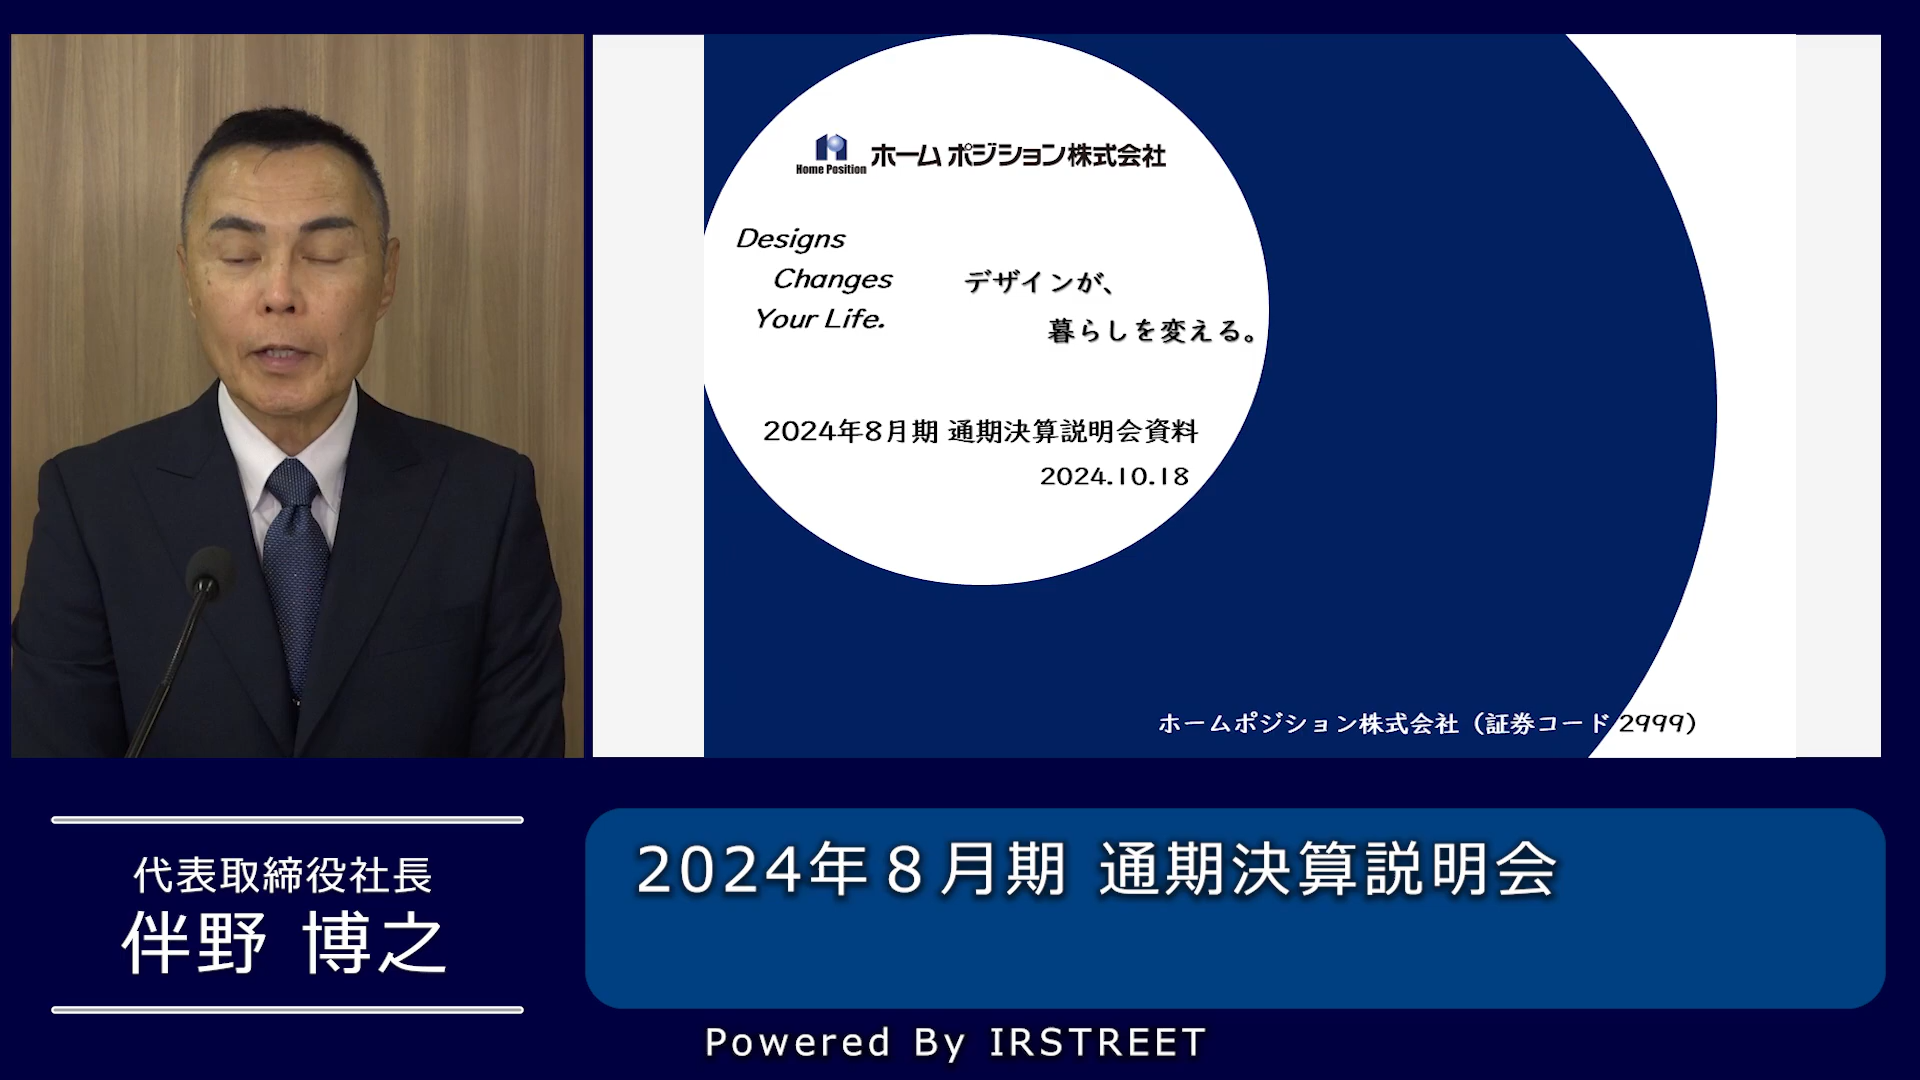 Home Position
ホーム ポジション株式会社
Designs
Changes
Your Life.
デザインが、
暮らしを変える。
2024年8月期 通期決算説明会資料
2024.10.18
ホームポジション株式会社（証券コード 2999）
代表取締役社長
伴野 博之
2024年８月期 通期決算説明会
Powered By IRSTREET